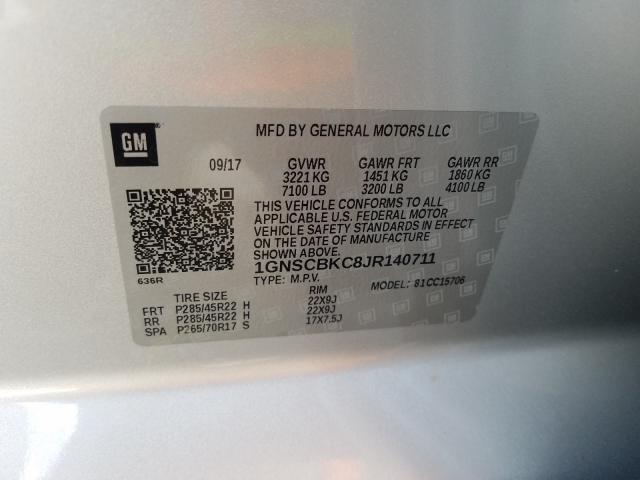 GM
MFD BY GENERAL MOTORS LLC
09/17 GVWR GAWR FRT GAWR RR
3221 KG 1451 KG 1860 KG
7100 LB 3200 LB 4100 LB
THIS VEHICLE CONFORMS TO ALL
APPLICABLE U.S. FEDERAL MOTOR
VEHICLE SAFETY STANDARDS IN EFFECT
ON THE DATE OF MANUFACTURE
SHOWN ABOVE.
1GNSCBKC8JR140711
TYPE: M.P.V. MODEL: 81CC15706
636R
TIRE SIZE RIM
FRT P285/45R22 H 22X9J
RR P285/45R22 H 22X9J
SPA P265/70R17 S 17X7.5J